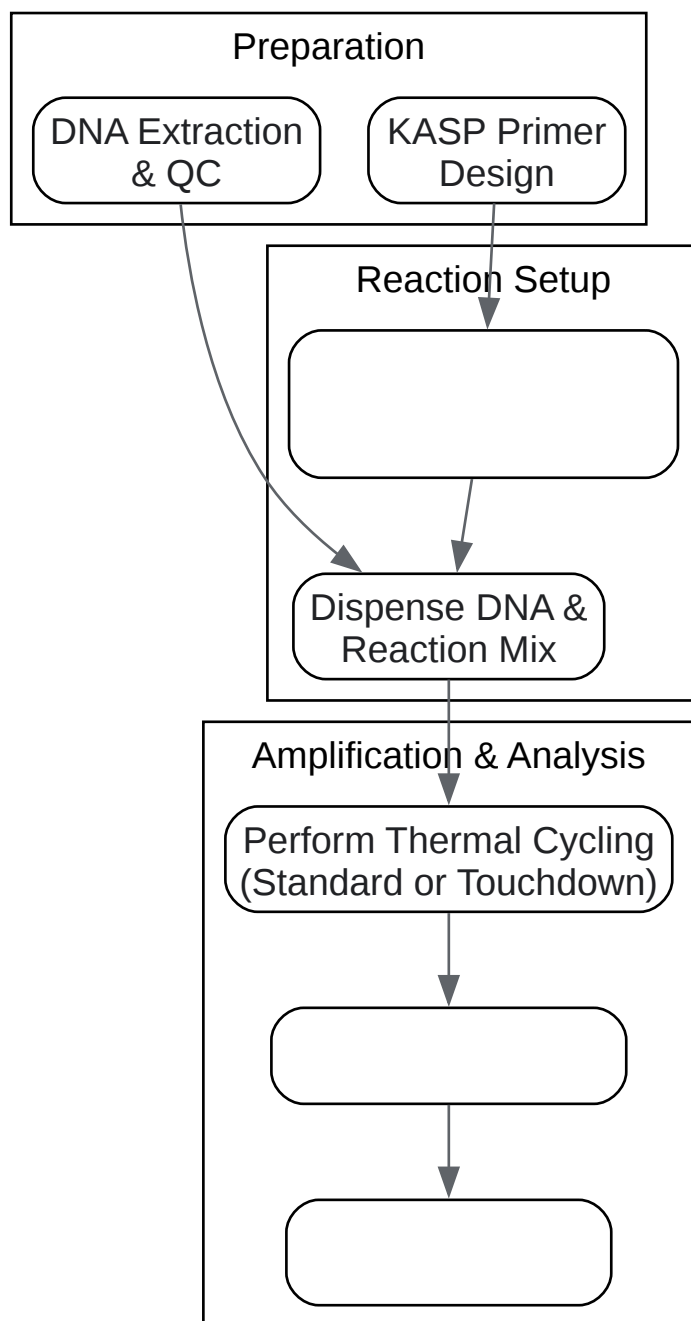 Preparation
DNA Extraction
& QC
KASP Primer
Design
Reaction Setup
Dispense DNA &
Reaction Mix
Amplification & Analysis
Perform Thermal Cycling
(Standard or Touchdown)